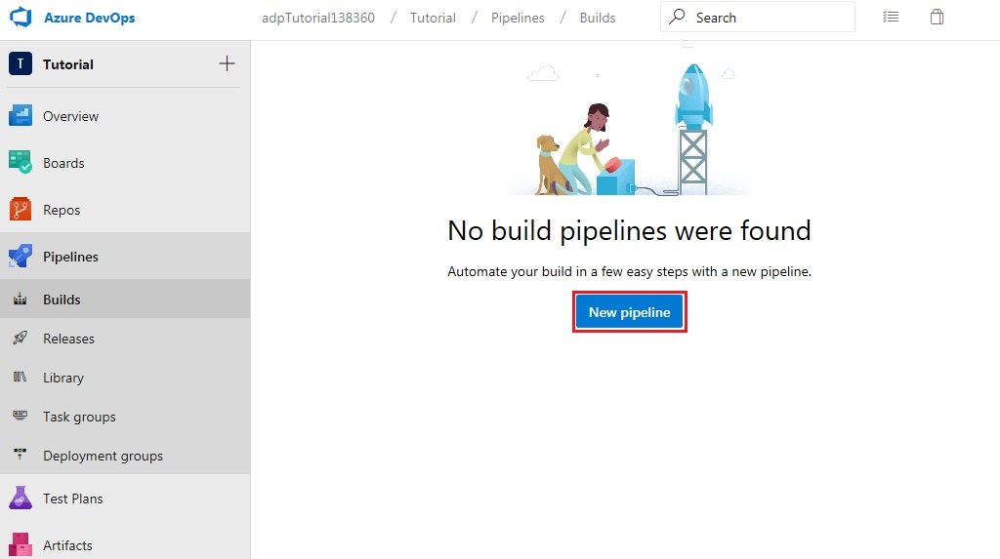 Azure DevOps
adpTutorial138360 / Tutorial / Pipelines / Builds
Search
T Tutorial
Overview
Boards
Repos
Pipelines
Builds
Releases
Library
Task groups
Deployment groups
Test Plans
Artifacts
No build pipelines were found
Automate your build in a few easy steps with a new pipeline.
New pipeline